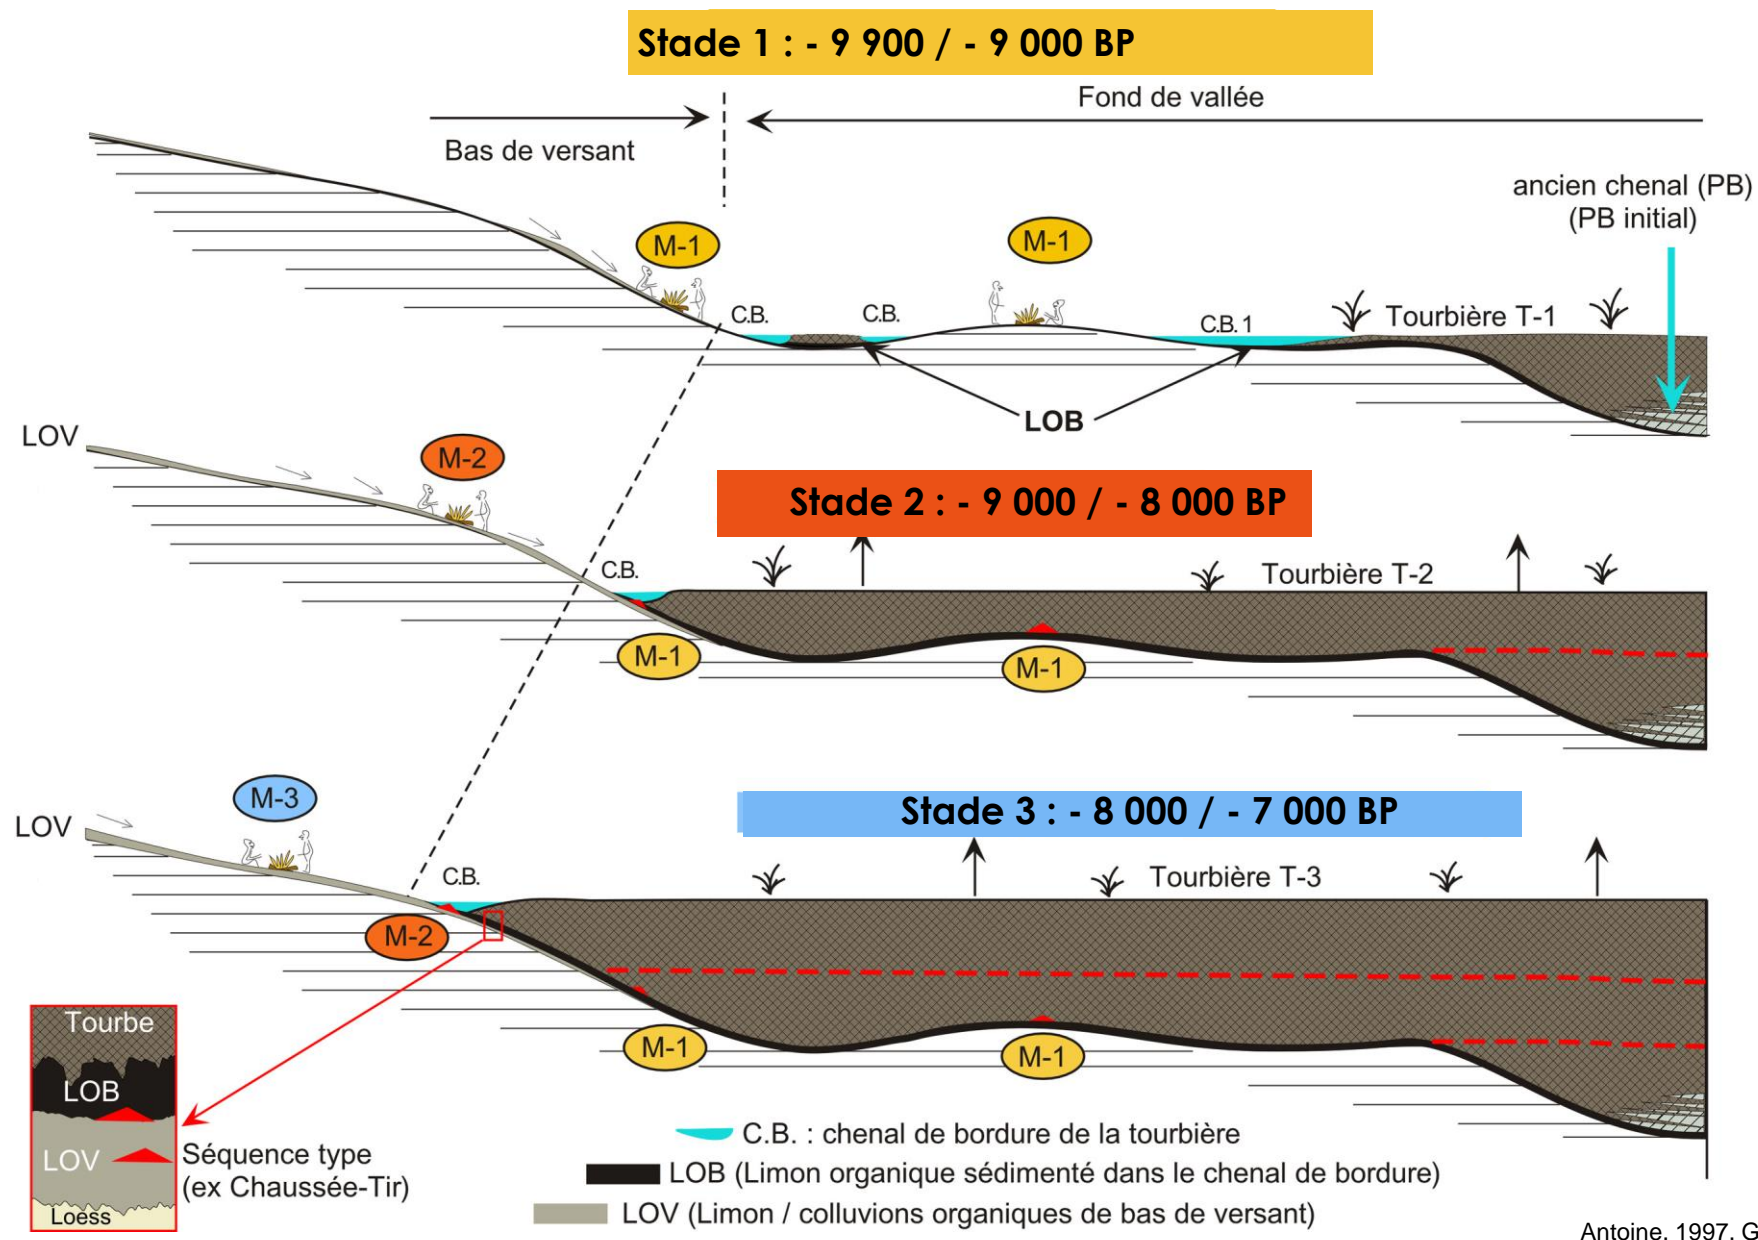 Stade 1 : - 9 900 / - 9 000 BP
Fond de vallée
Bas de versant
ancien chenal (PB)
(PB initial)
M-1
M-1
C.B.
C.B.
C.B. 1
Tourbière T-1
LOB
LOV
M-2
Stade 2 : - 9 000 / - 8 000 BP
C.B.
Tourbière T-2
M-1
M-1
M-3
Stade 3 : - 8 000 / - 7 000 BP
LOV
C.B.
Tourbière T-3
M-2
M-1
M-1
Tourbe
LOB
LOV
Loess
Séquence type
(ex Chaussée-Tir)
C.B. : chenal de bordure de la tourbière
LOB (Limon organique sédimenté dans le chenal de bordure)
LOV (Limon / colluvions organiques de bas de versant)
Antoine. 1997. G